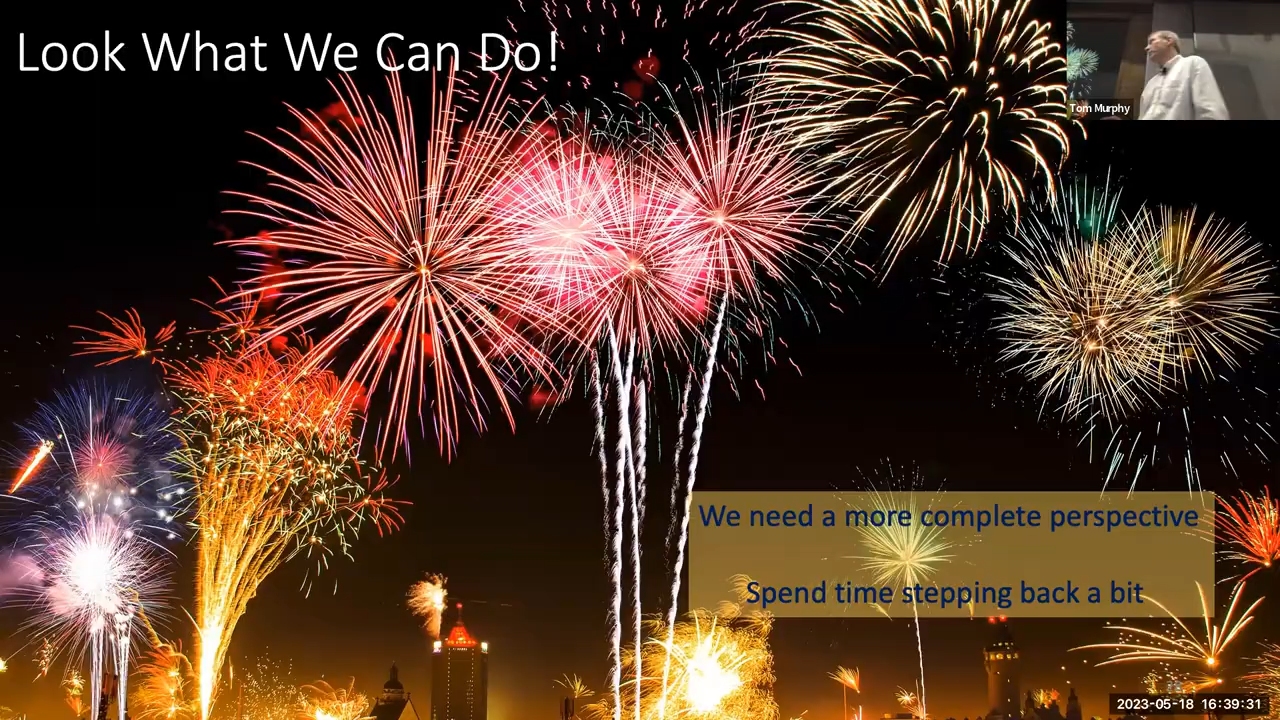 Look What We Can Do!
Tom Murphy
We need a more complete perspective
Spend time stepping back a bit
2023-05-18 16:39:31